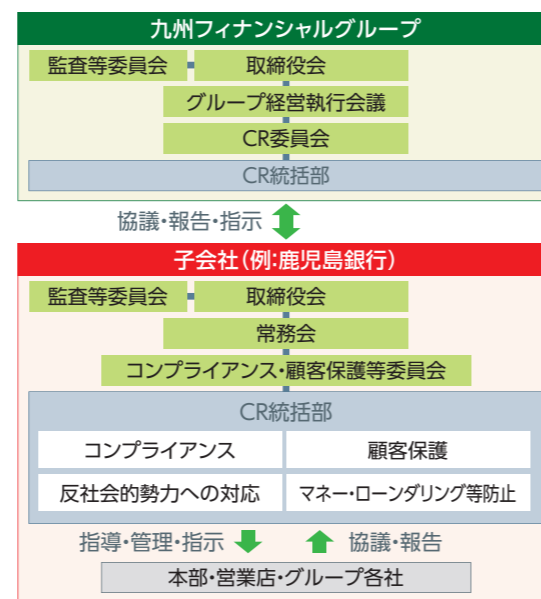 九州フィナンシャルグループ
監査等委員会 取締役会
グループ経営執行会議
CR委員会
CR統括部
協議・報告・指示
子会社(例:鹿児島銀行)
監査等委員会 取締役会
常務会
コンプライアンス・顧客保護等委員会
CR統括部
コンプライアンス 顧客保護
反社会的勢力への対応 マネー・ローンダリング等防止
指導・管理・指示 協議・報告
本部・営業店・グループ各社